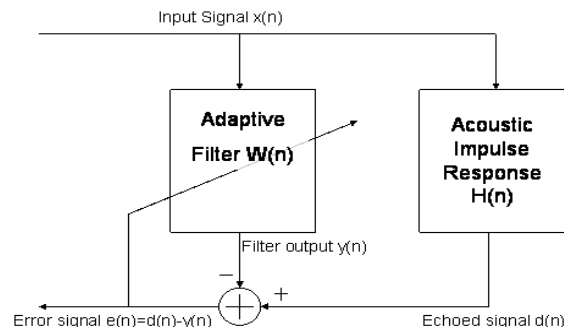 Input Signal x(n)
Adaptive
Filter W(n)
Acoustic
Impulse
Response
H(n)
Filter output y(n)
−
+
Error signal e(n)=d(n)-y(n)
Echoed signal d(n)